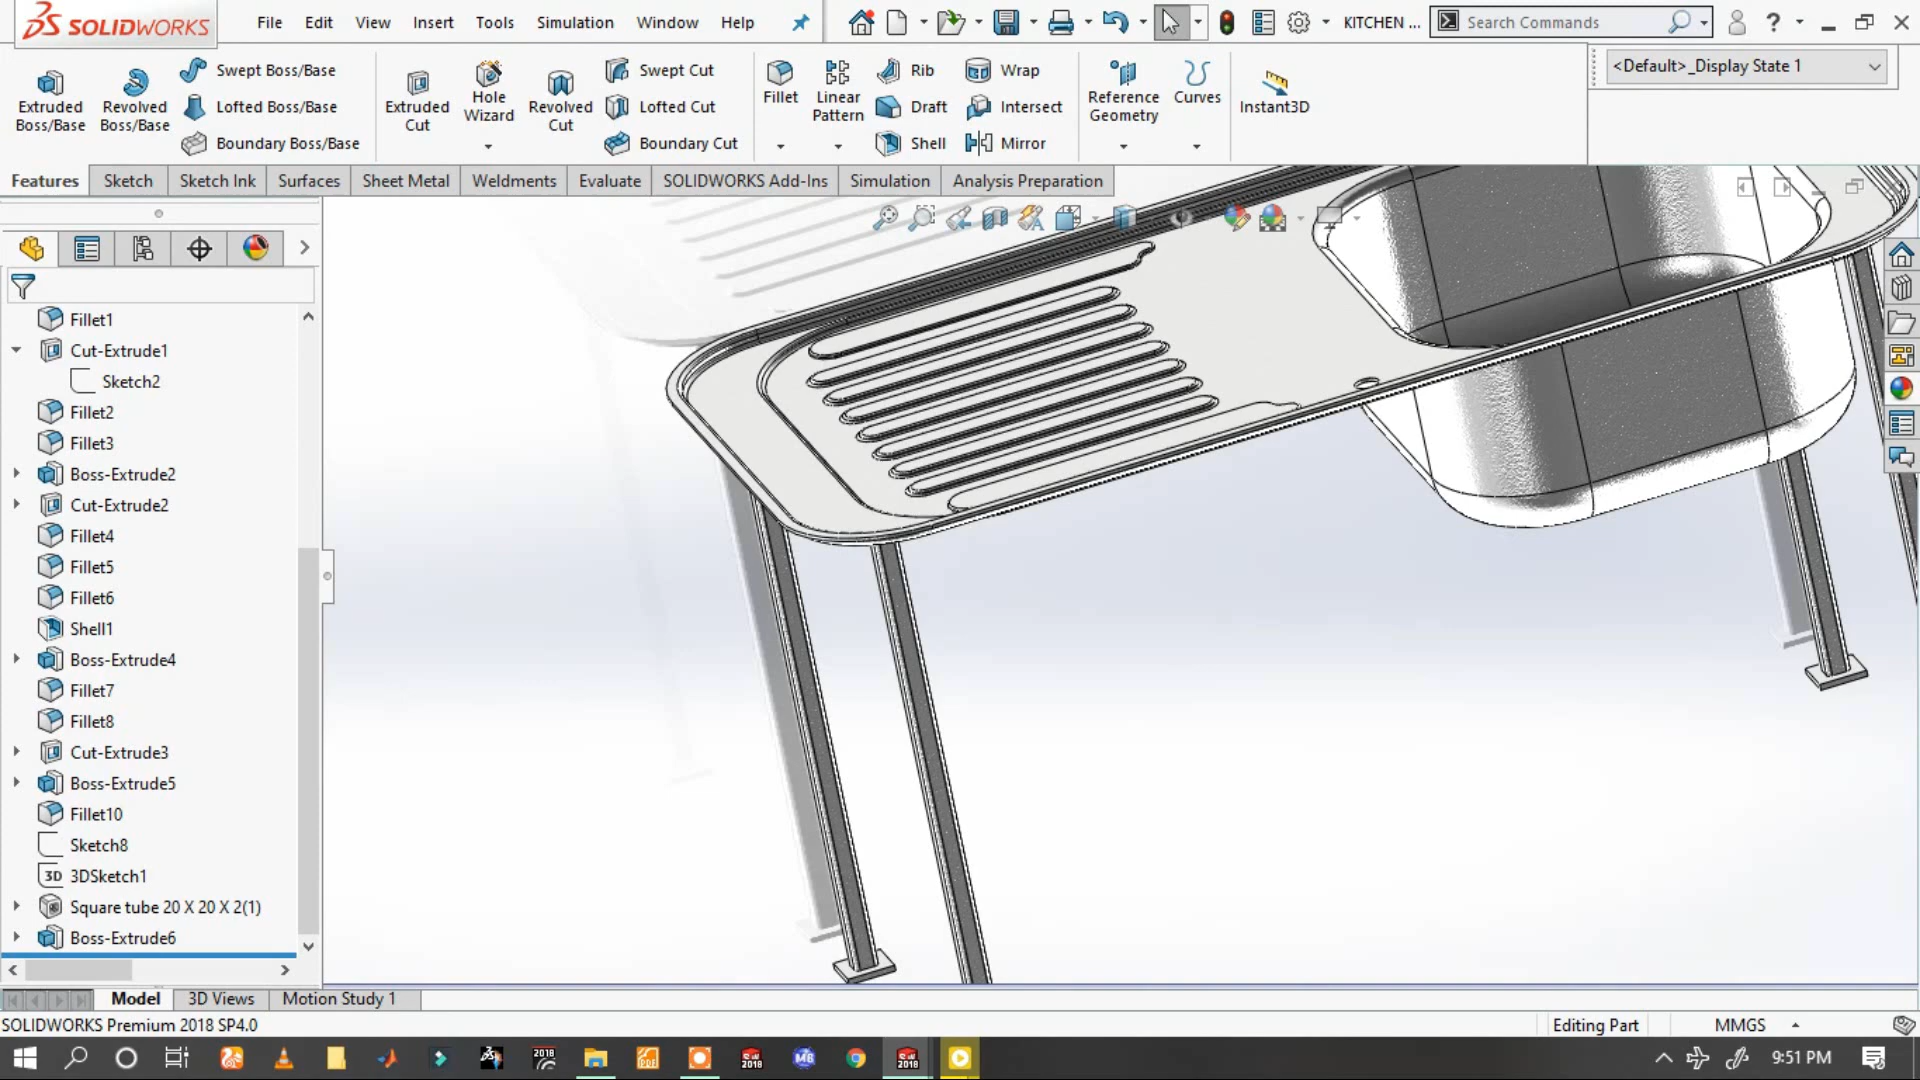 SOLIDWORKS File Edit View Insert Tools Simulation Window Help KITCHEN ... Search Commands
<Default>_Display State 1
Extruded Boss/Base
Revolved Boss/Base
Swept Boss/Base
Lofted Boss/Base
Boundary Boss/Base
Extruded Cut
Hole Wizard
Revolved Cut
Swept Cut
Lofted Cut
Boundary Cut
Fillet
Linear Pattern
Rib
Draft
Shell
Wrap
Intersect
Mirror
Reference Geometry
Curves
Instant3D
Features Sketch Sketch Ink Surfaces Sheet Metal Weldments Evaluate SOLIDWORKS Add-Ins Simulation Analysis Preparation
Fillet1
Cut-Extrude1
Sketch2
Fillet2
Fillet3
Boss-Extrude2
Cut-Extrude2
Fillet4
Fillet5
Fillet6
Shell1
Boss-Extrude4
Fillet7
Fillet8
Cut-Extrude3
Boss-Extrude5
Fillet10
Sketch8
3D 3DSketch1
Square tube 20 X 20 X 2(1)
Boss-Extrude6
Model 3D Views Motion Study 1
SOLIDWORKS Premium 2018 SP4.0 Editing Part MMGS
9:51 PM